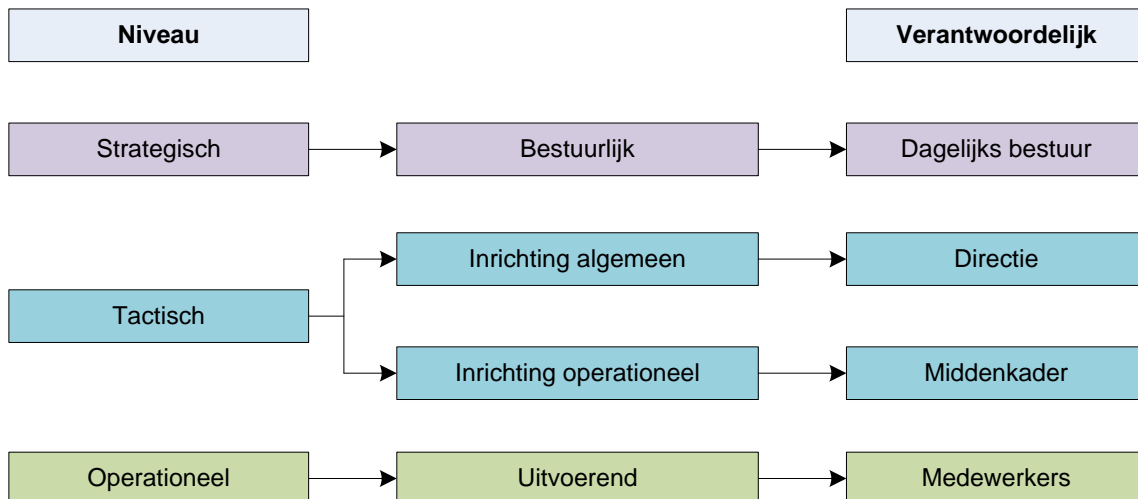 Niveau
Verantwoordelijk
Strategisch
Bestuurlijk
Dagelijks bestuur
Inrichting algemeen
Directie
Tactisch
Inrichting operationeel
Middenkader
Operationeel
Uitvoerend
Medewerkers